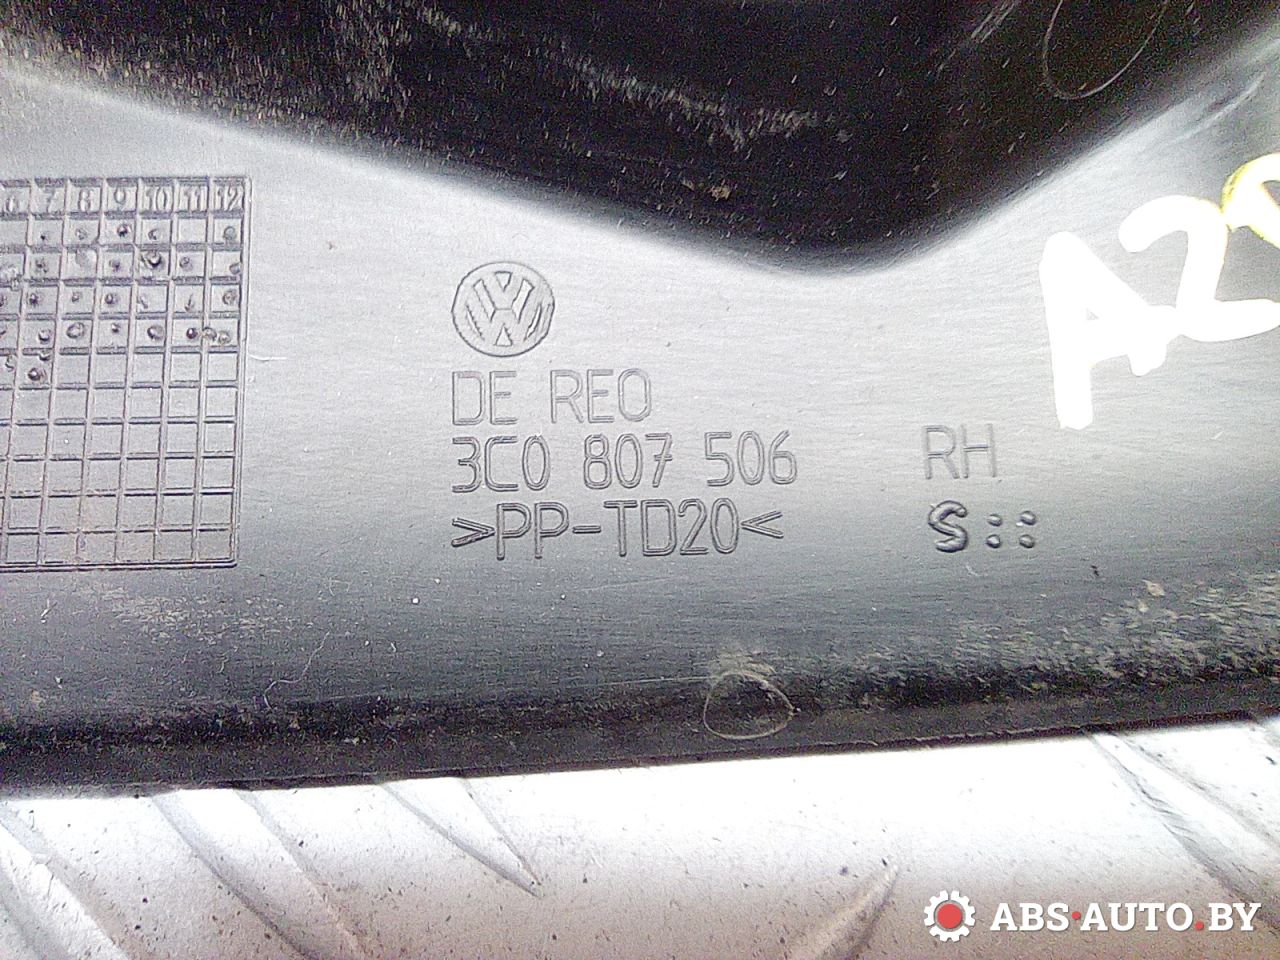 6 7 8 9 10 11 12
DE REO
3C0 807 506 RH
>PP-TD20< S
ABS·AUTO.BY